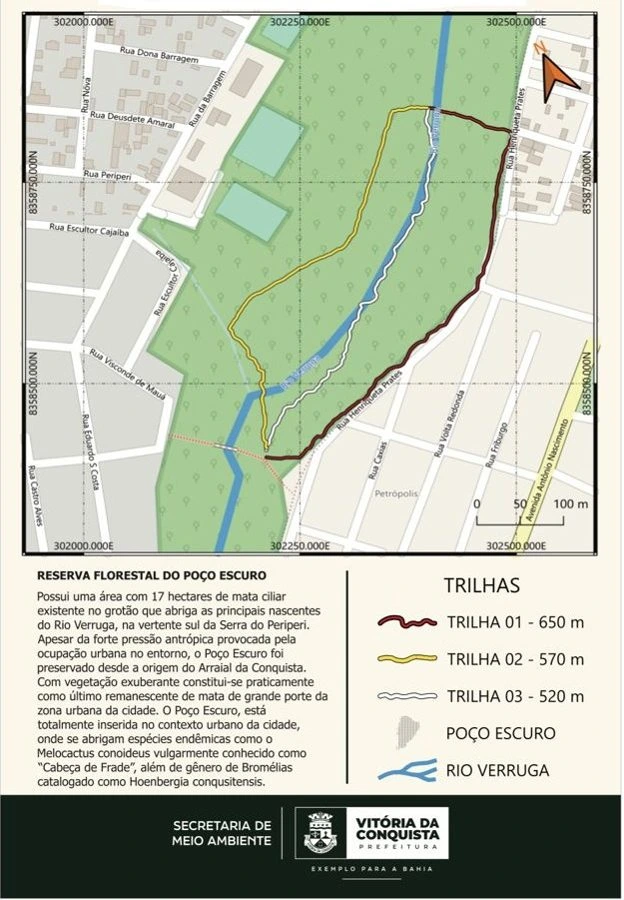 302000.000E
302250.000E
302500.000E
Rua Dona Barragem
Rua Nova
Rua da Barragem
Rua Deusdete Amaral
Rua Periperi
Rua Escultor Cajaíba
Rua Escultor
Cajaíba
Rua Visconde de Mauá
Rua Eduardo S Costa
Rua Castro Alves
N
Rua Henriqueta Prates
8358750.000N
8358750.000N
8358500.000N
8358500.000N
Rua Henriqueta Prates
Rua Caxias
Rua Volta Redonda
Rua Friburgo
Avenida Antônio Nascimento
Petrópolis
0 50 100 m
302000.000E
302250.000E
302500.000E
RESERVA FLORESTAL DO POÇO ESCURO
Possui uma área com 17 hectares de mata ciliar
existente no grotão que abriga as principais nascentes
do Rio Verruga, na vertente sul da Serra do Periperi.
Apesar da forte pressão antrópica provocada pela
ocupação urbana no entorno, o Poço Escuro foi
preservado desde a origem do Arraial da Conquista.
Com vegetação exuberante constitui-se praticamente
como último remanescente de mata de grande porte da
zona urbana da cidade. O Poço Escuro, está
totalmente inserida no contexto urbano da cidade,
onde se abrigam espécies endêmicas como o
Melocactus conoideus vulgarmente conhecido como
“Cabeça de Frade”, além de gênero de Bromélias
catalogado como Hoenbergia conqusitensis.
TRILHAS
TRILHA 01 - 650 m
TRILHA 02 - 570 m
TRILHA 03 - 520 m
POÇO ESCURO
RIO VERRUGA
SECRETARIA DE
MEIO AMBIENTE
VITÓRIA DA
CONQUISTA
PREFEITURA
EXEMPLO PARA A BAHIA